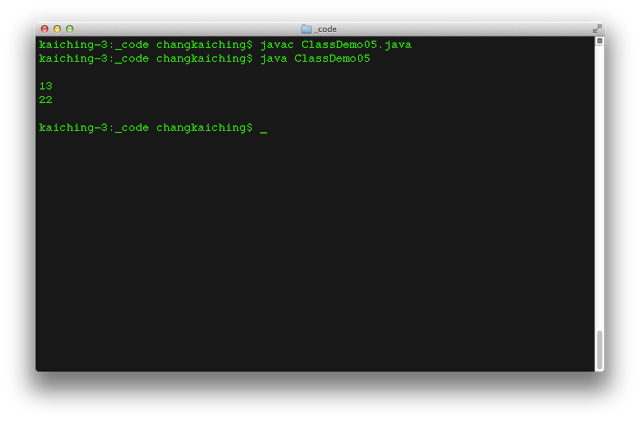 _code
kaiching-3:_code changkaiching$ javac ClassDemo05.java
kaiching-3:_code changkaiching$ java ClassDemo05
13
22
kaiching-3:_code changkaiching$ _